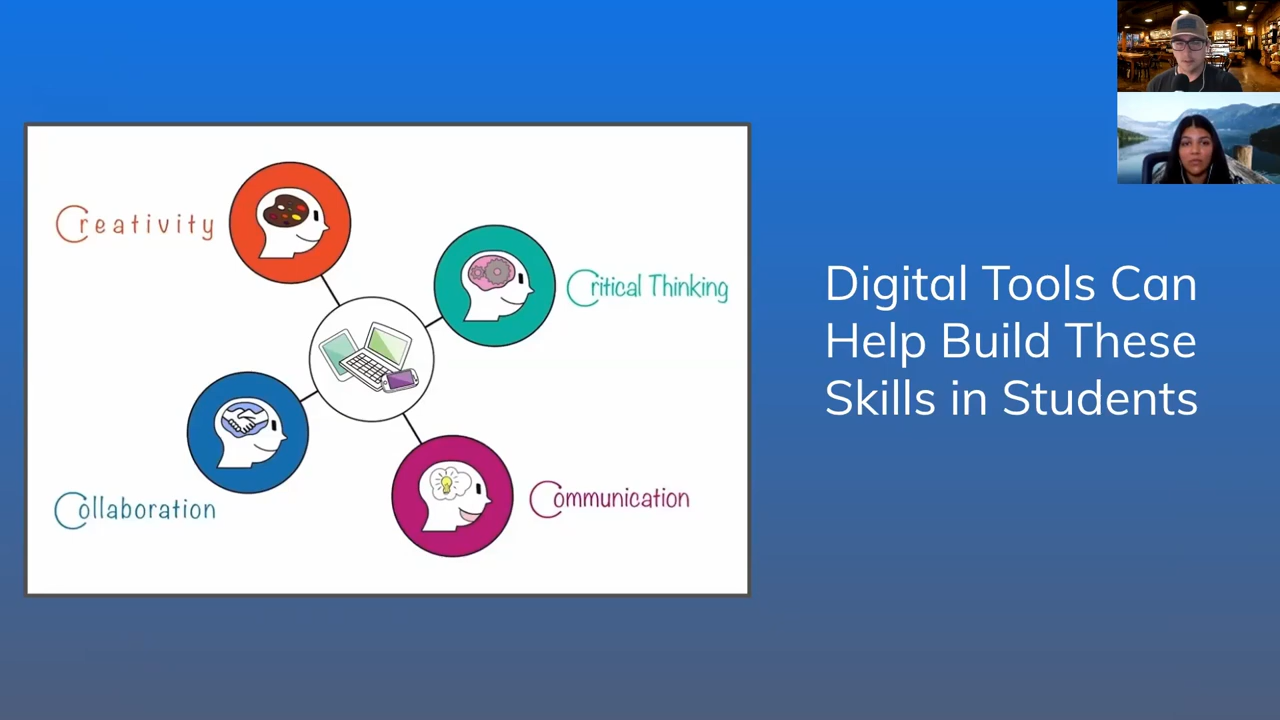 Creativity
Critical Thinking
Collaboration
Communication
Digital Tools Can
Help Build These
Skills in Students